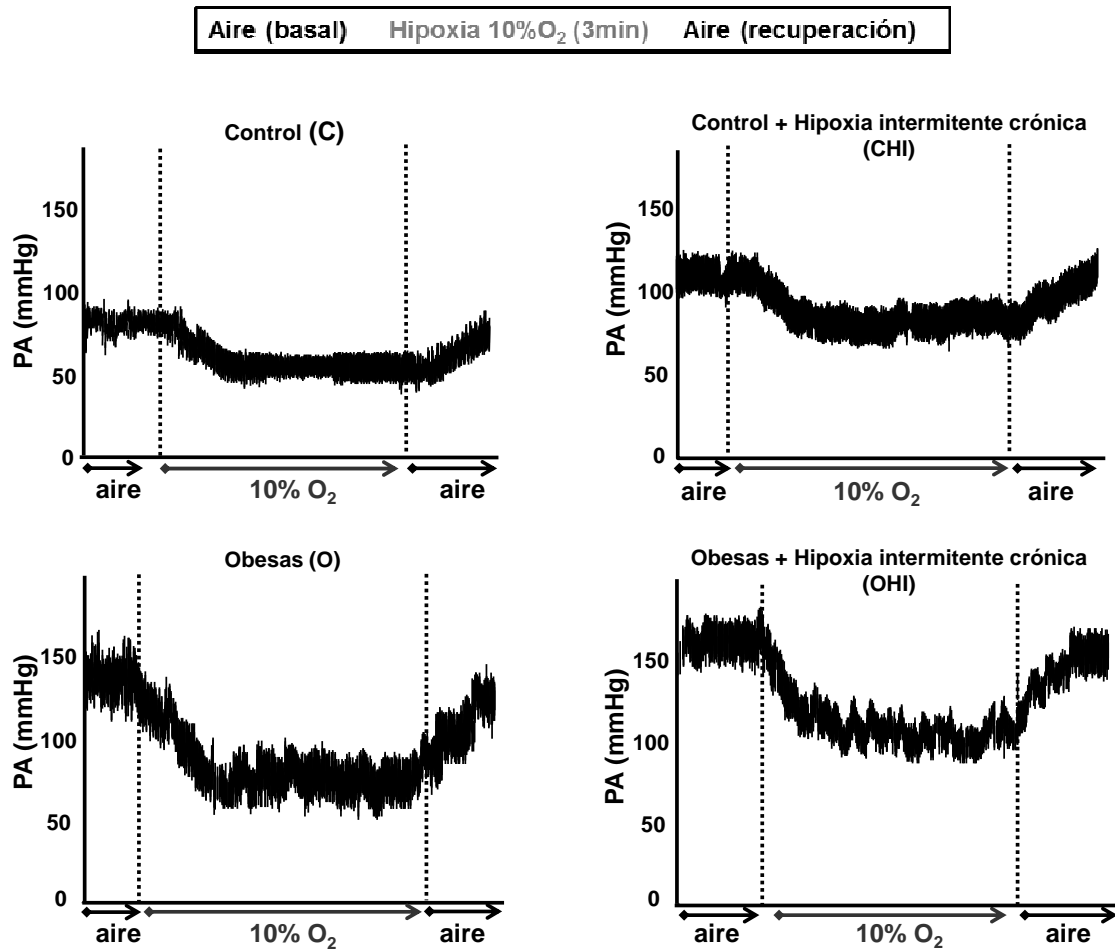 Aire (basal) Hipoxia 10%O₂ (3min) Aire (recuperación)
Control (C)
150
100
50
0
PA (mmHg)
aire 10% O₂ aire
Control + Hipoxia intermitente crónica
(CHI)
150
100
50
0
PA (mmHg)
aire 10% O₂ aire
Obesas (O)
150
100
50
0
PA (mmHg)
aire 10% O₂ aire
Obesas + Hipoxia intermitente crónica
(OHI)
150
100
50
0
PA (mmHg)
aire 10% O₂ aire